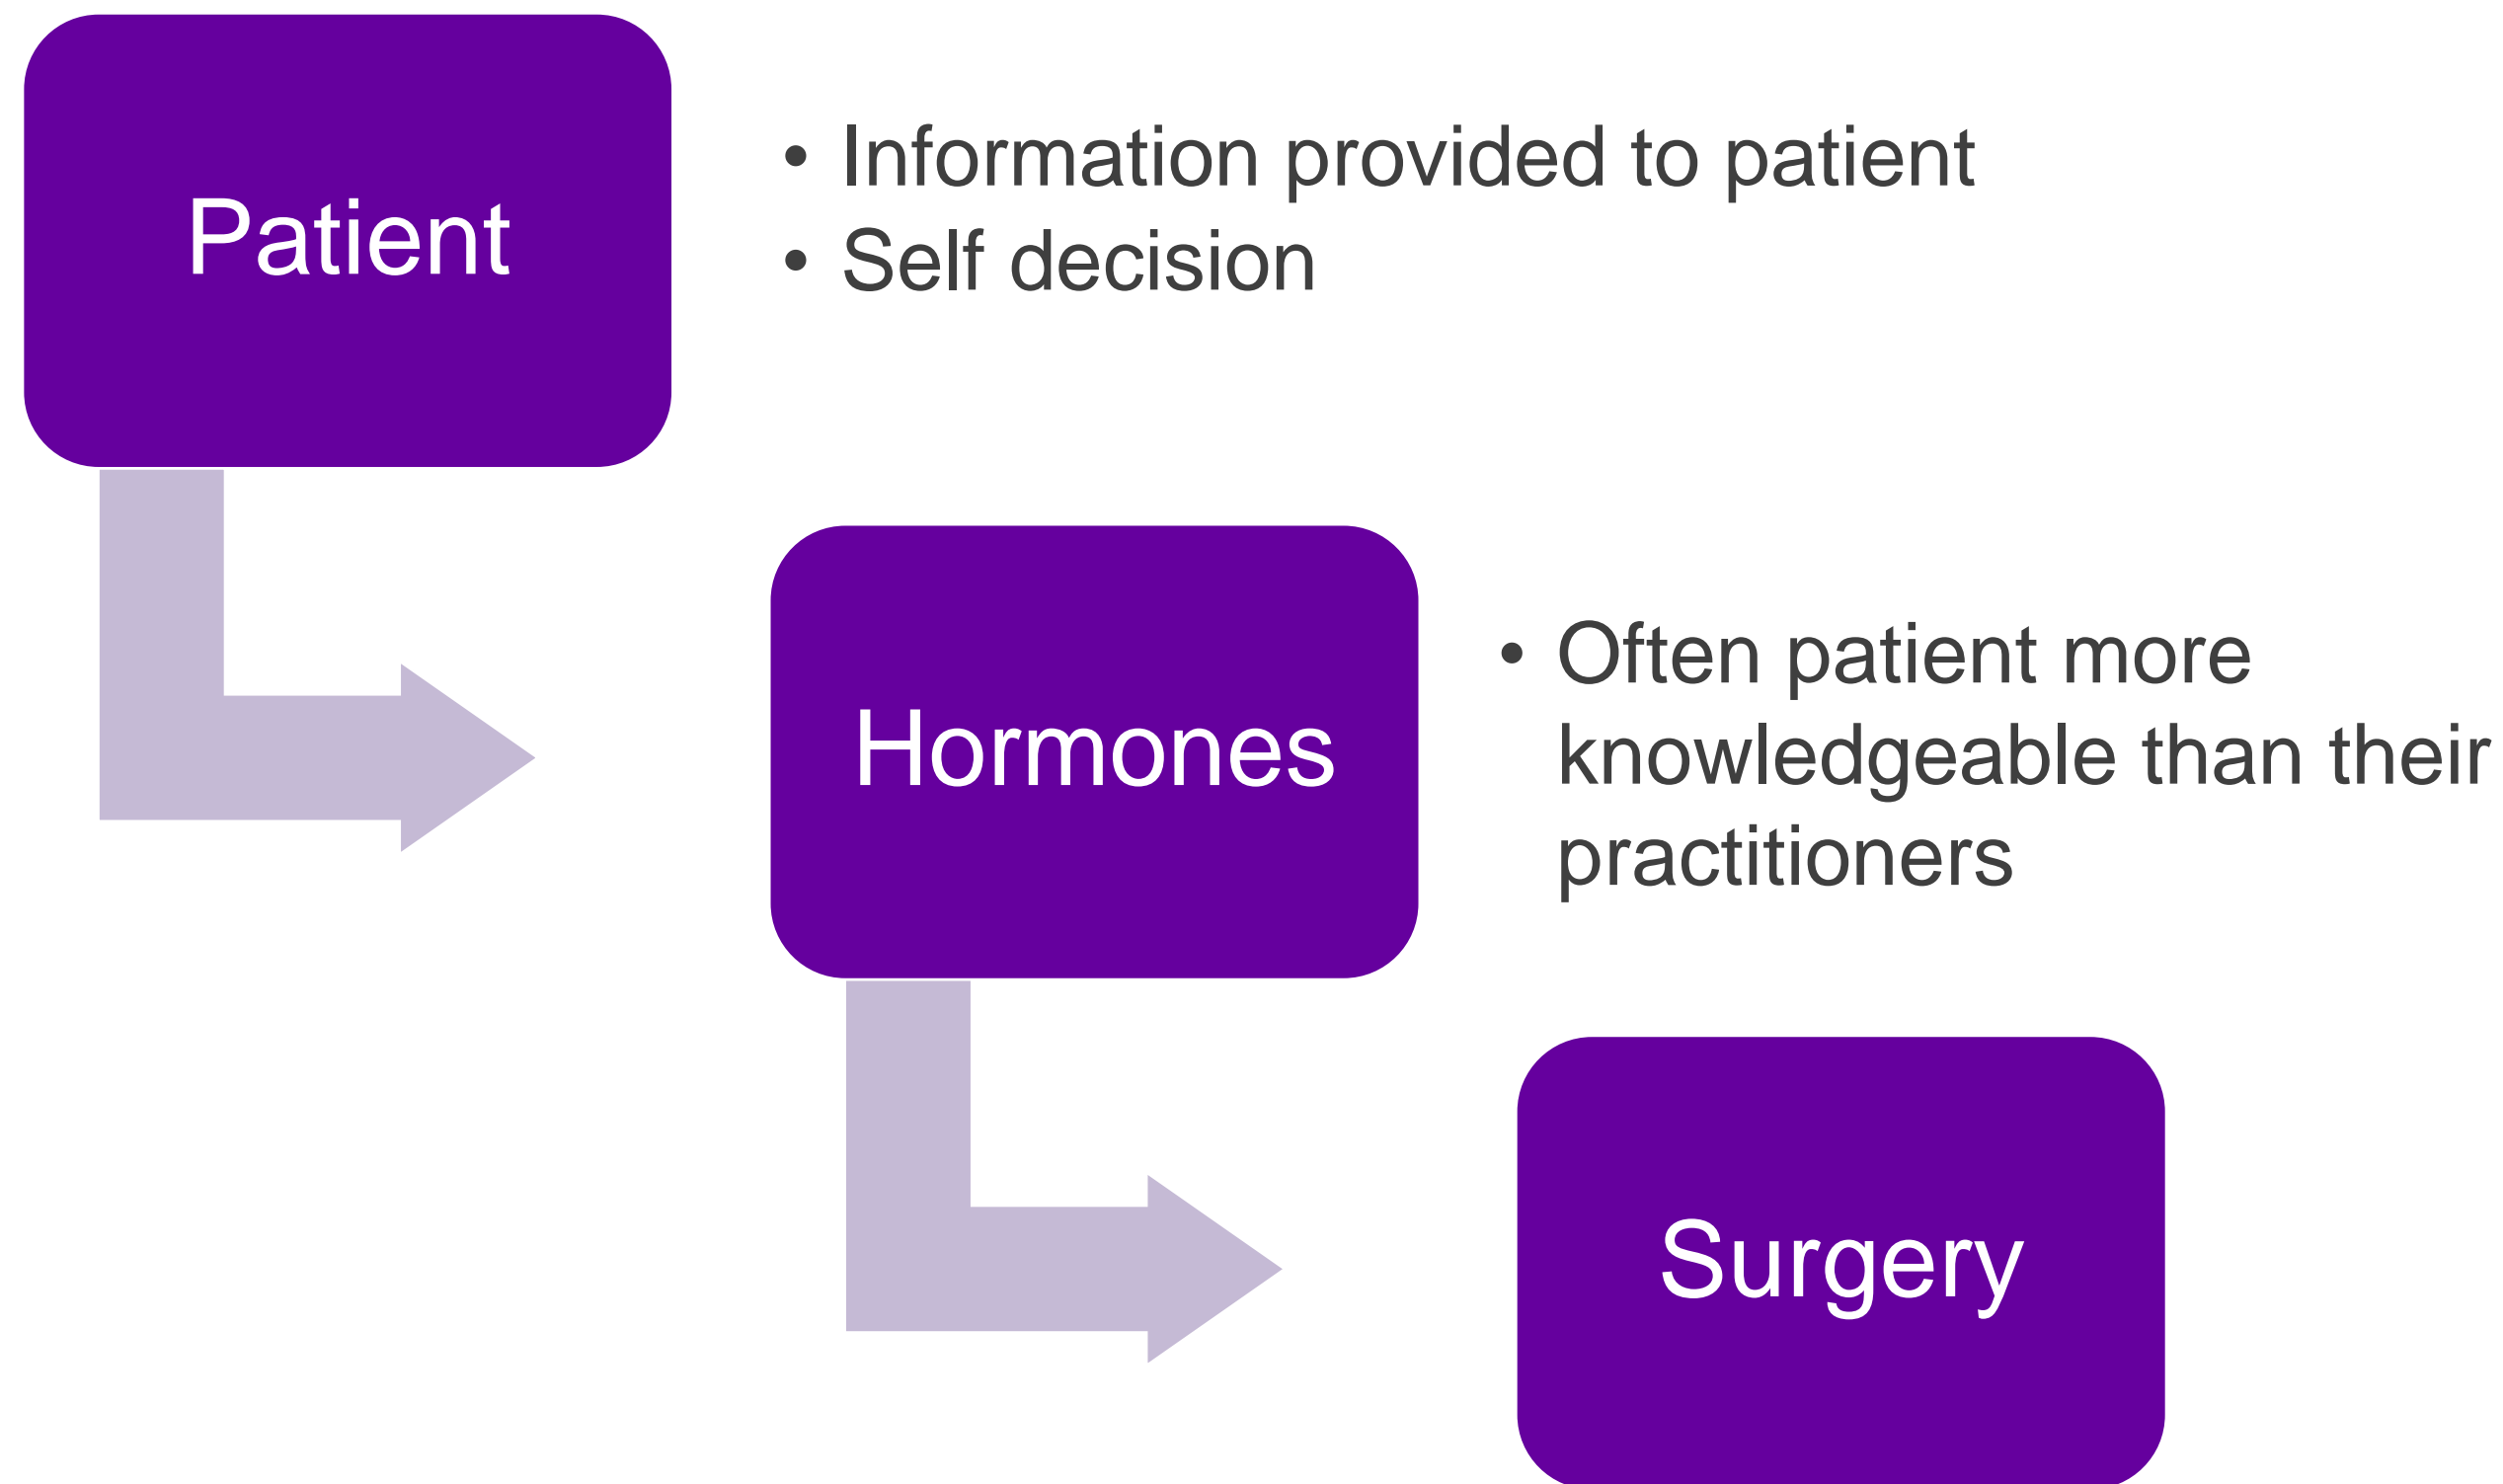 Patient
• Information provided to patient
• Self decision
Hormones
• Often patient more
knowledgeable than their
practitioners
Surgery